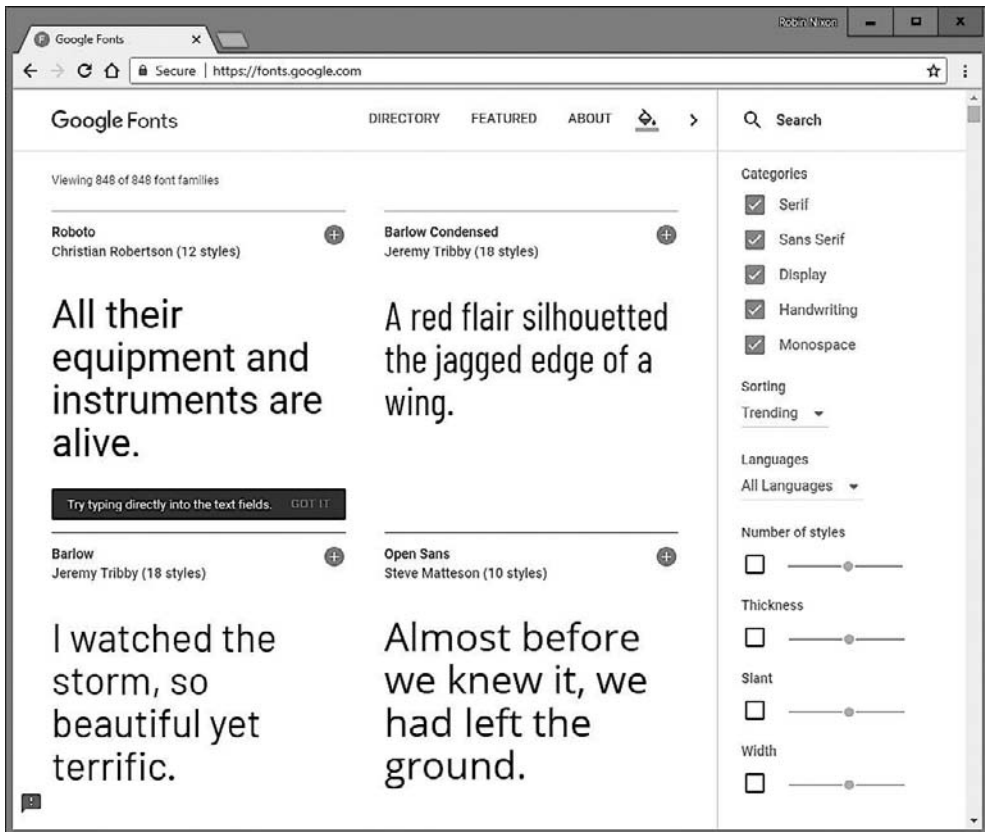 Robin Nixon
Google Fonts
Secure | https://fonts.google.com
Google Fonts
DIRECTORY FEATURED ABOUT
Search
Viewing 848 of 848 font families
Roboto
Christian Robertson (12 styles)
All their
equipment and
instruments are
alive.
Barlow Condensed
Jeremy Tribby (18 styles)
A red flair silhouetted
the jagged edge of a
wing.
Try typing directly into the text fields. GOT IT
Barlow
Jeremy Tribby (18 styles)
I watched the
storm, so
beautiful yet
terrific.
Open Sans
Steve Matteson (10 styles)
Almost before
we knew it, we
had left the
ground.
Categories
Serif
Sans Serif
Display
Handwriting
Monospace
Sorting
Trending
Languages
All Languages
Number of styles
Thickness
Slant
Width